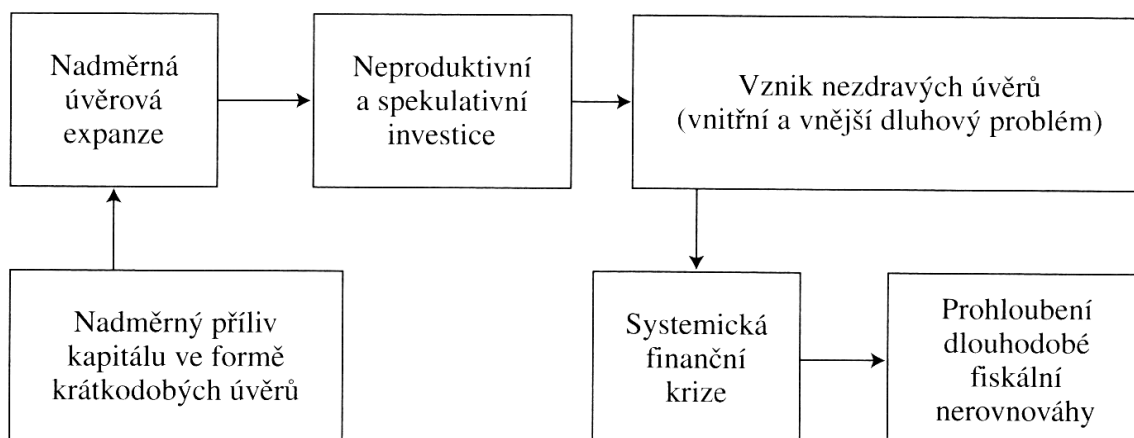 Nadměrná
úvěrová
expanze
Neproduktivní
a spekulativní
investice
Vznik nezdravých úvěrů
(vnitřní a vnější dluhový problém)
Nadměrný příliv
kapitálu ve formě
krátkodobých úvěrů
Systemická
finanční
krize
Prohloubení
dlouhodobé
fiskální
nerovnováhy